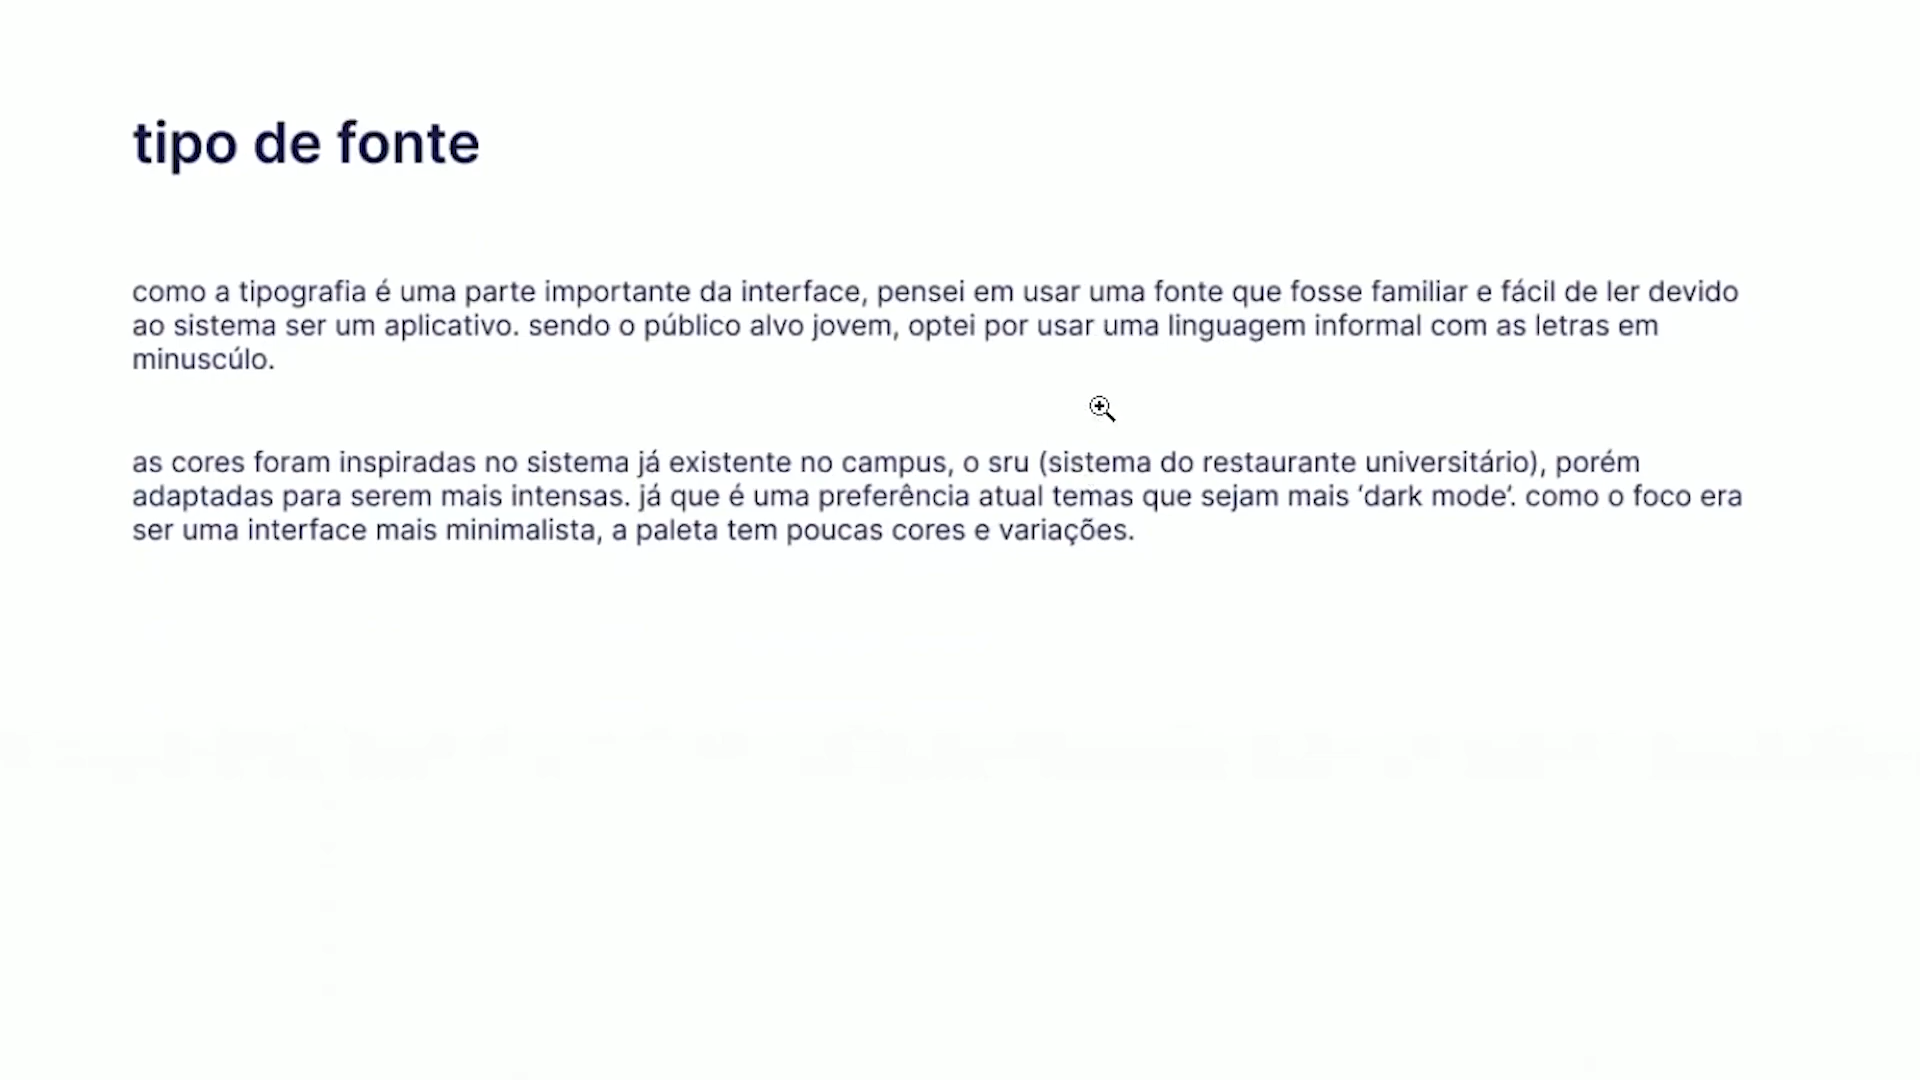 tipo de fonte
como a tipografia é uma parte importante da interface, pensei em usar uma fonte que fosse familiar e fácil de ler devido
ao sistema ser um aplicativo. sendo o público alvo jovem, optei por usar uma linguagem informal com as letras em
minuscúlo.
as cores foram inspiradas no sistema já existente no campus, o sru (sistema do restaurante universitário), porém
adaptadas para serem mais intensas. já que é uma preferência atual temas que sejam mais ‘dark mode’. como o foco era
ser uma interface mais minimalista, a paleta tem poucas cores e variações.